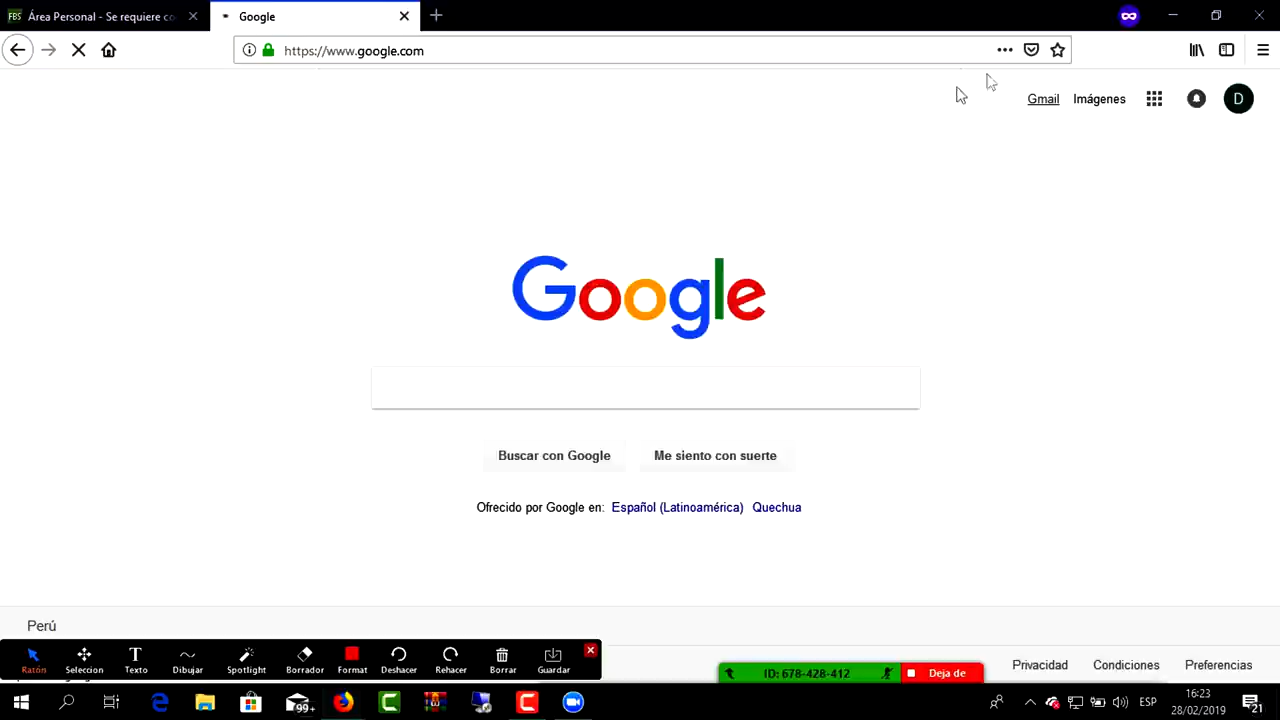 FBS Área Personal - Se requiere co
Google
https://www.google.com
Gmail Imágenes D
Google
Buscar con Google Me siento con suerte
Ofrecido por Google en: Español (Latinoamérica) Quechua
Perú
Ratón Seleccion Texto Dibujar Spotlight Borrador Format Deshacer Rehacer Borrar Guardar
ID: 678-428-412 Deja de
Privacidad Condiciones Preferencias
99+
ESP
16:23
28/02/2019
21